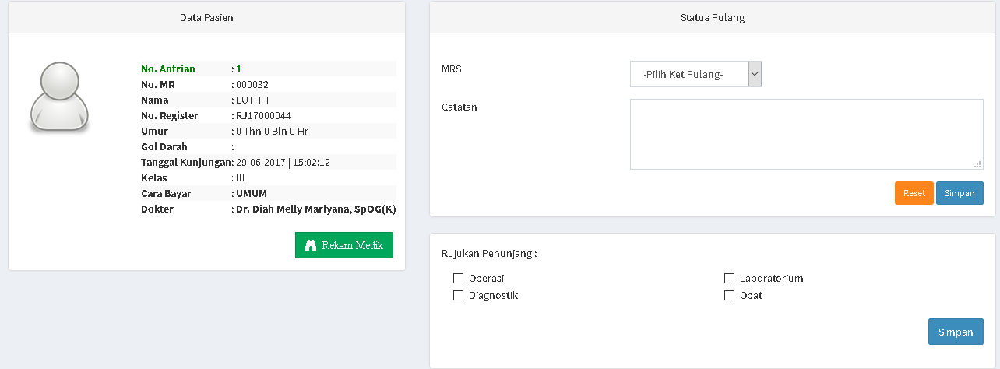 Data Pasien
No. Antrian : 1
No. MR : 000032
Nama : LUTHFI
No. Register : RJ17000044
Umur : 0 Thn 0 Bln 0 Hr
Gol Darah :
Tanggal Kunjungan: 29-06-2017 | 15:02:12
Kelas : III
Cara Bayar : UMUM
Dokter : Dr. Diah Melly Marlyana, SpOG(K)
Rekam Medik
Status Pulang
MRS -Pilih Ket Pulang-
Catatan
Reset Simpan
Rujukan Penunjang :
Operasi Laboratorium
Diagnostik Obat
Simpan